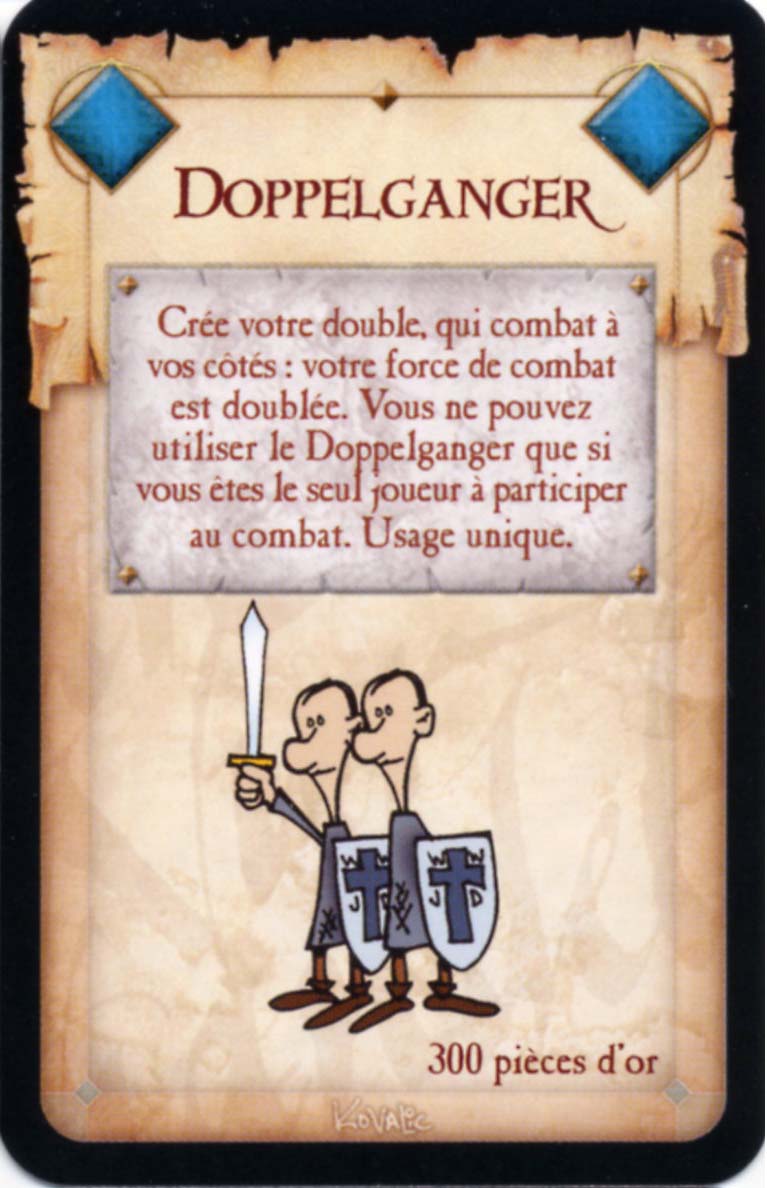 DOPPELGANGER
Crée votre double, qui combat à
vos côtés : votre force de combat
est doublée. Vous ne pouvez
utiliser le Doppelganger que si
vous êtes le seul joueur à participer
au combat. Usage unique.
W W
J D
W W
J D
300 pièces d'or
KOVALIC